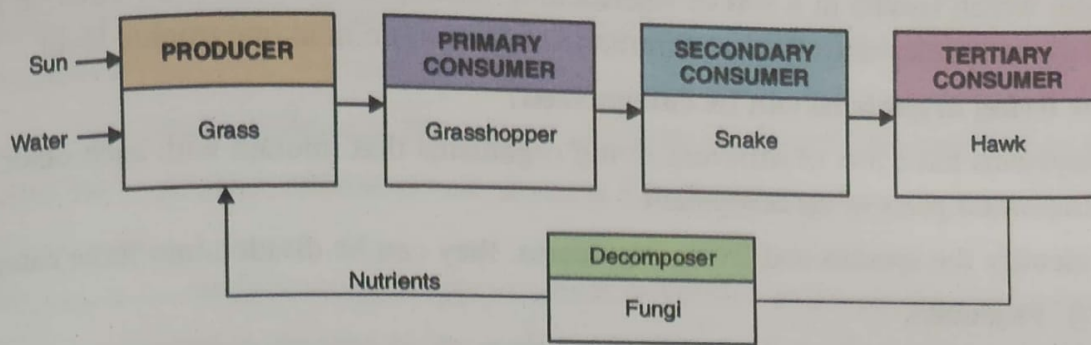 Sun
Water
PRODUCER
Grass
PRIMARY
CONSUMER
Grasshopper
SECONDARY
CONSUMER
Snake
TERTIARY
CONSUMER
Hawk
Nutrients
Decomposer
Fungi